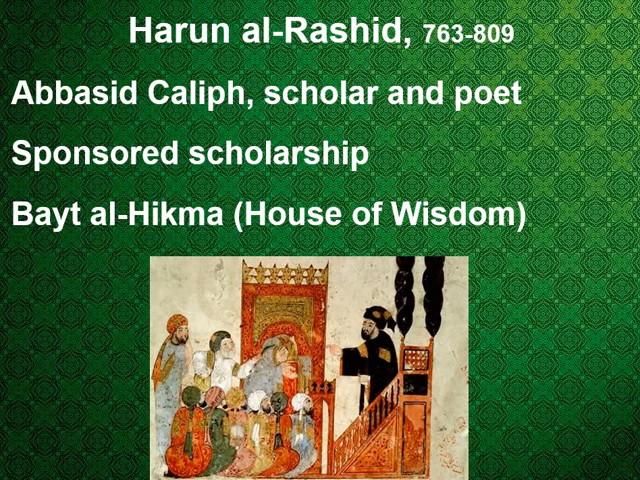 Harun al-Rashid, 763-809
Abbasid Caliph, scholar and poet
Sponsored scholarship
Bayt al-Hikma (House of Wisdom)